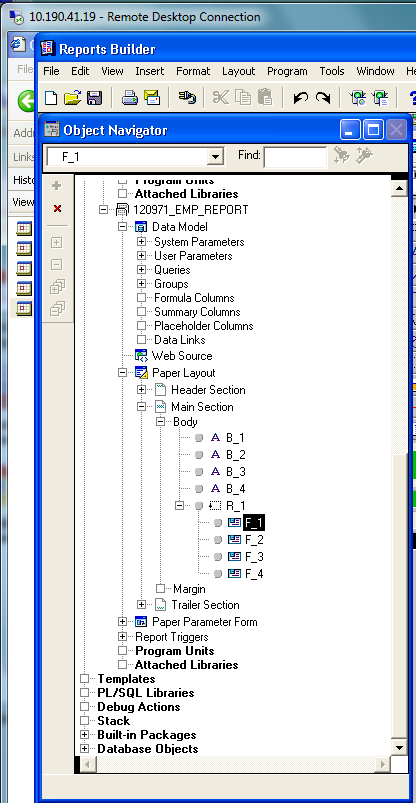 10.190.41.19 - Remote Desktop Connection
Reports Builder
File Edit View Insert Format Layout Program Tools Window
Object Navigator
F_1 Find:
Program Units
Attached Libraries
120971_EMP_REPORT
Data Model
System Parameters
User Parameters
Queries
Groups
Formula Columns
Summary Columns
Placeholder Columns
Data Links
Web Source
Paper Layout
Header Section
Main Section
Body
A B_1
A B_2
A B_3
A B_4
R_1
F_1
F_2
F_3
F_4
Margin
Trailer Section
Paper Parameter Form
Report Triggers
Program Units
Attached Libraries
Templates
PL/SQL Libraries
Debug Actions
Stack
Built-in Packages
Database Objects